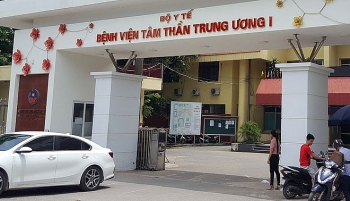 BỘ Y TẾ
BỆNH VIỆN TÂM THẦN TRUNG ƯƠNG I